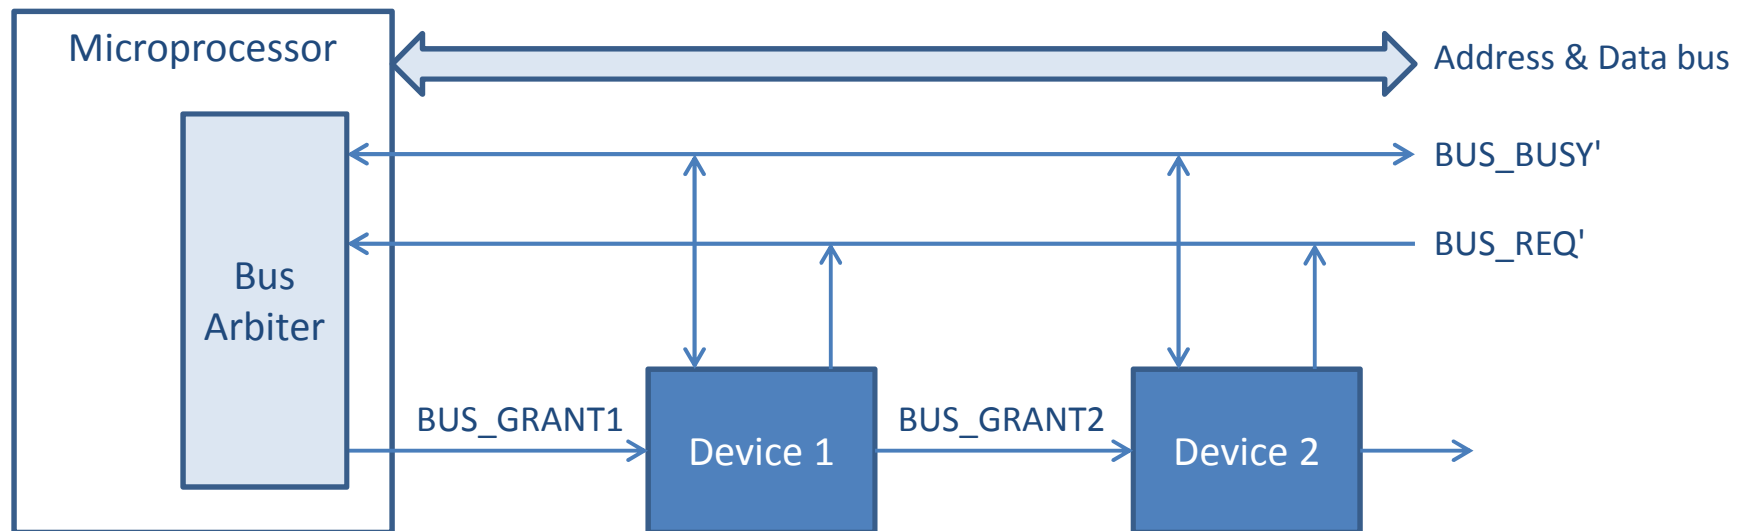 Microprocessor
Address & Data bus
BUS_BUSY'
BUS_REQ'
Bus
Arbiter
BUS_GRANT1
BUS_GRANT2
Device 1
Device 2